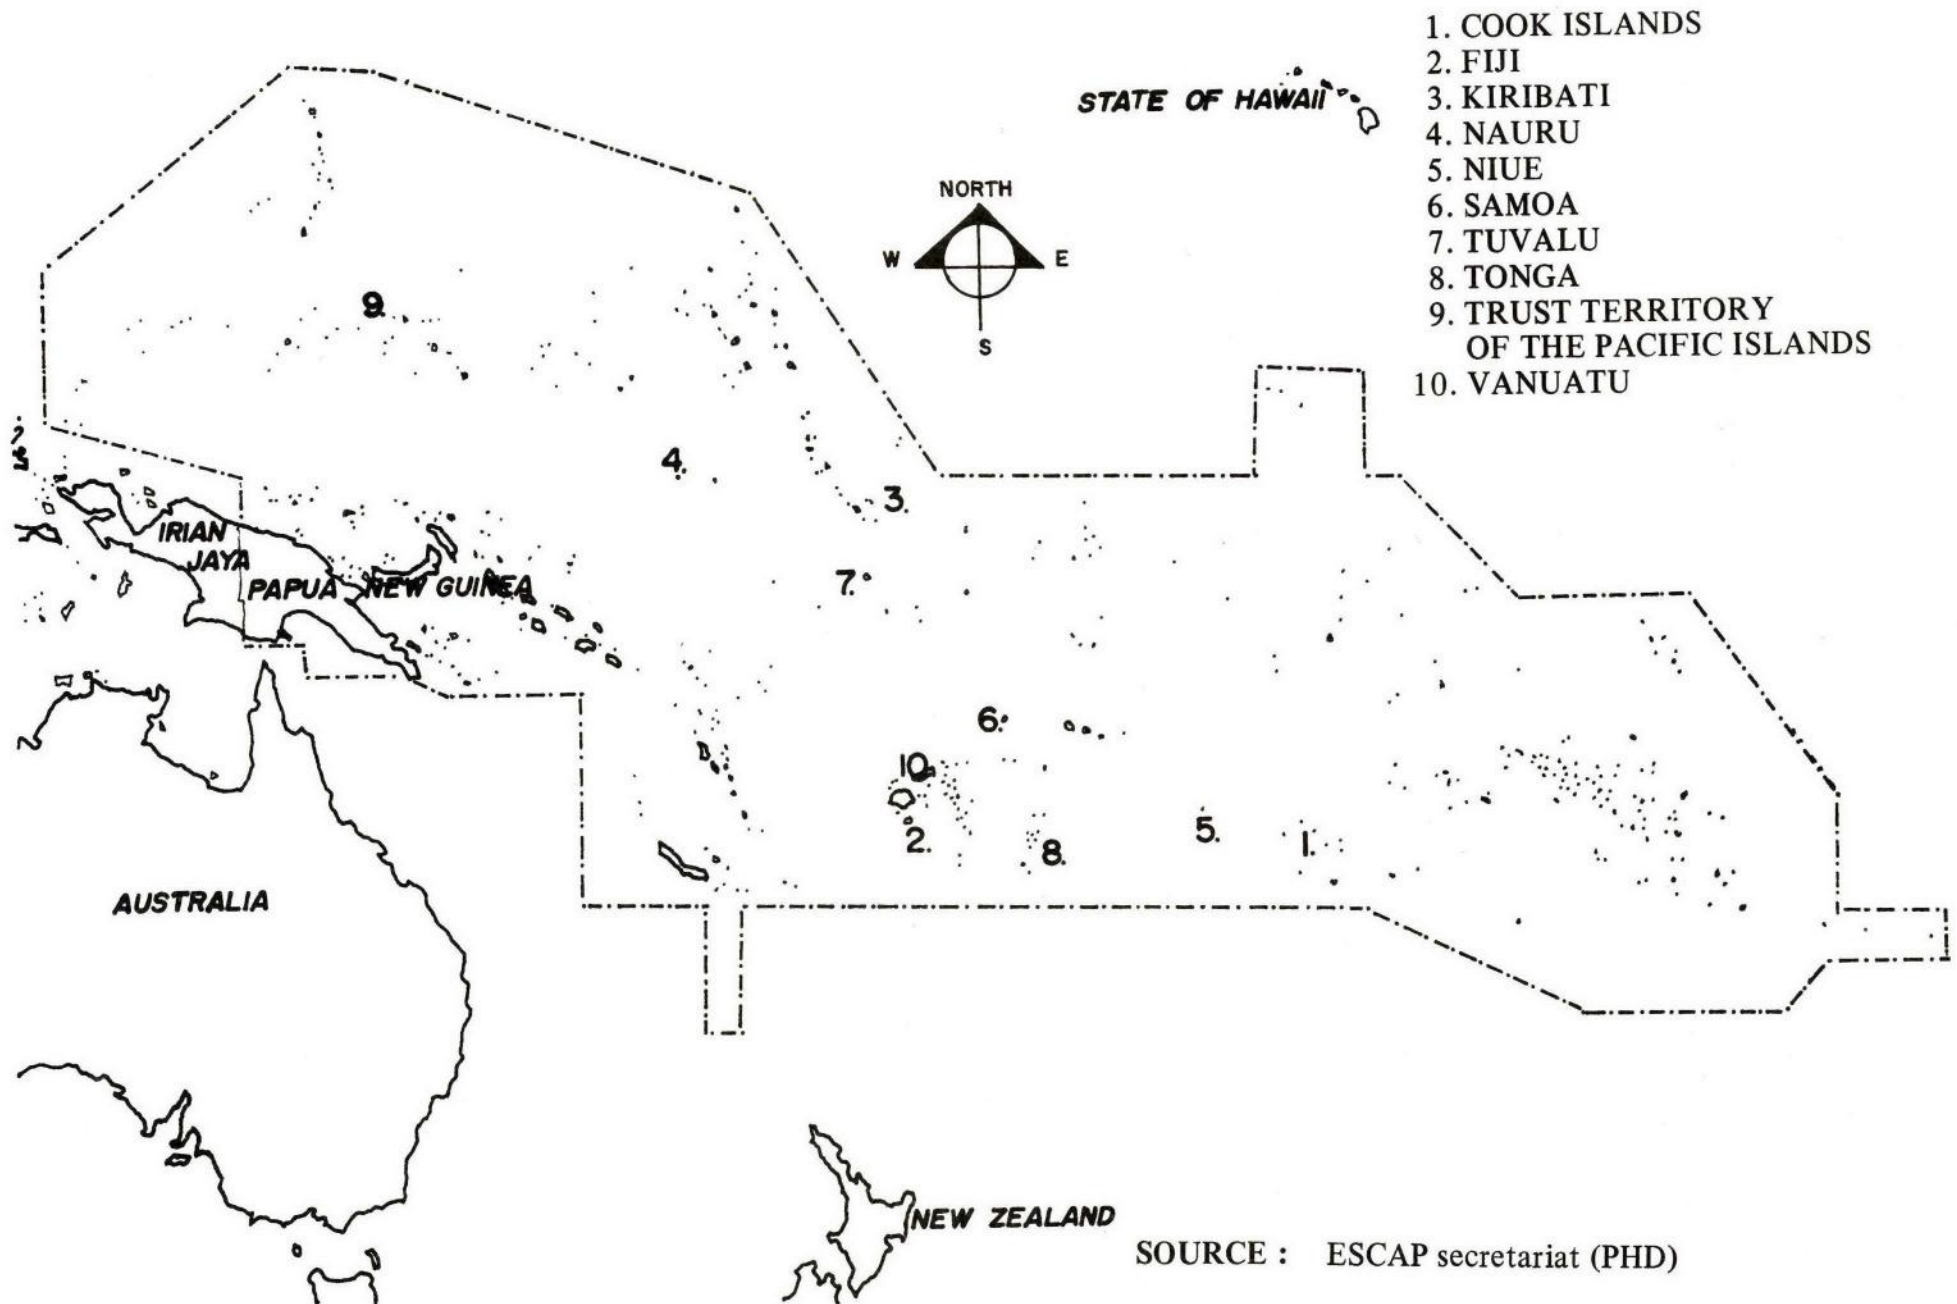 1. COOK ISLANDS
2. FIJI
3. KIRIBATI
4. NAURU
5. NIUE
6. SAMOA
7. TUVALU
8. TONGA
9. TRUST TERRITORY
OF THE PACIFIC ISLANDS
10. VANUATU
STATE OF HAWAII
NORTH
W E
S
9.
4.
3.
IRIAN
JAYA
PAPUA NEW GUINEA
7.
6.
10.
2.
8.
5.
1.
AUSTRALIA
NEW ZEALAND
SOURCE : ESCAP secretariat (PHD)